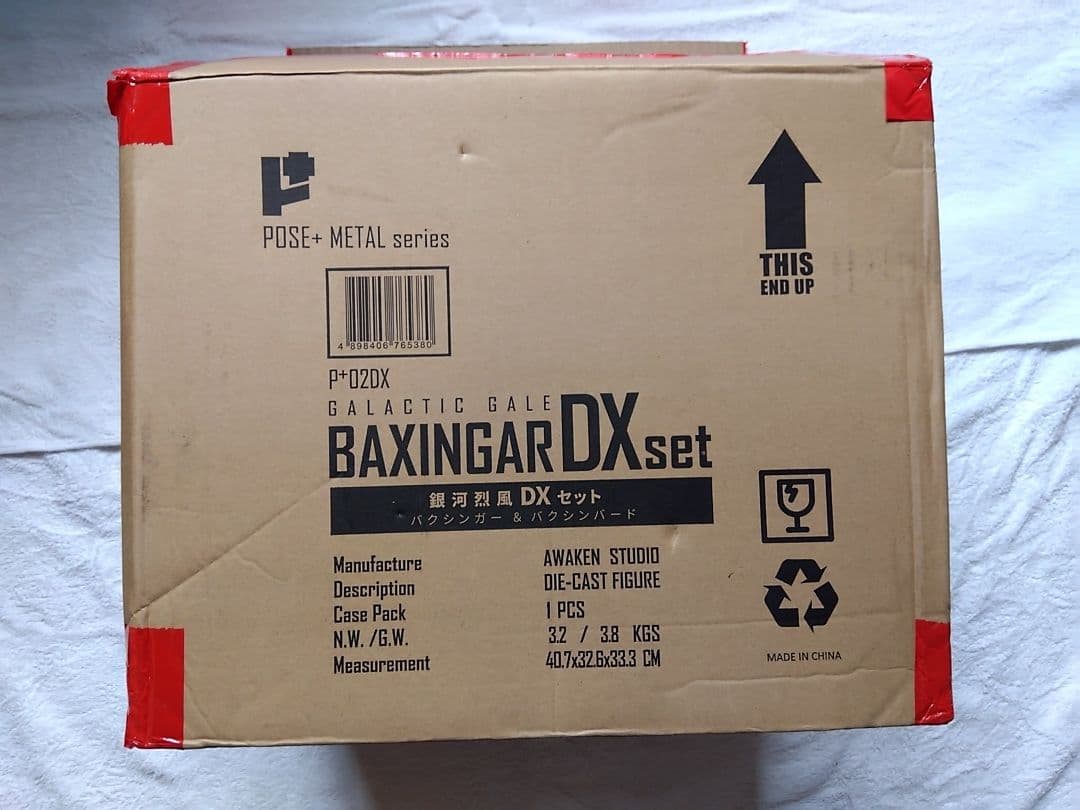 POSE+ METAL series
4 898406 765380
P+02DX
GALACTIC GALE
BAXINGAR DX set
銀河烈風 DX セット
バクシンガー & バクシンバード
Manufacture AWAKEN STUDIO
Description DIE-CAST FIGURE
Case Pack 1 PCS
N.W. /G.W. 3.2 / 3.8 KGS
Measurement 40.7x32.6x33.3 CM
THIS
END UP
MADE IN CHINA